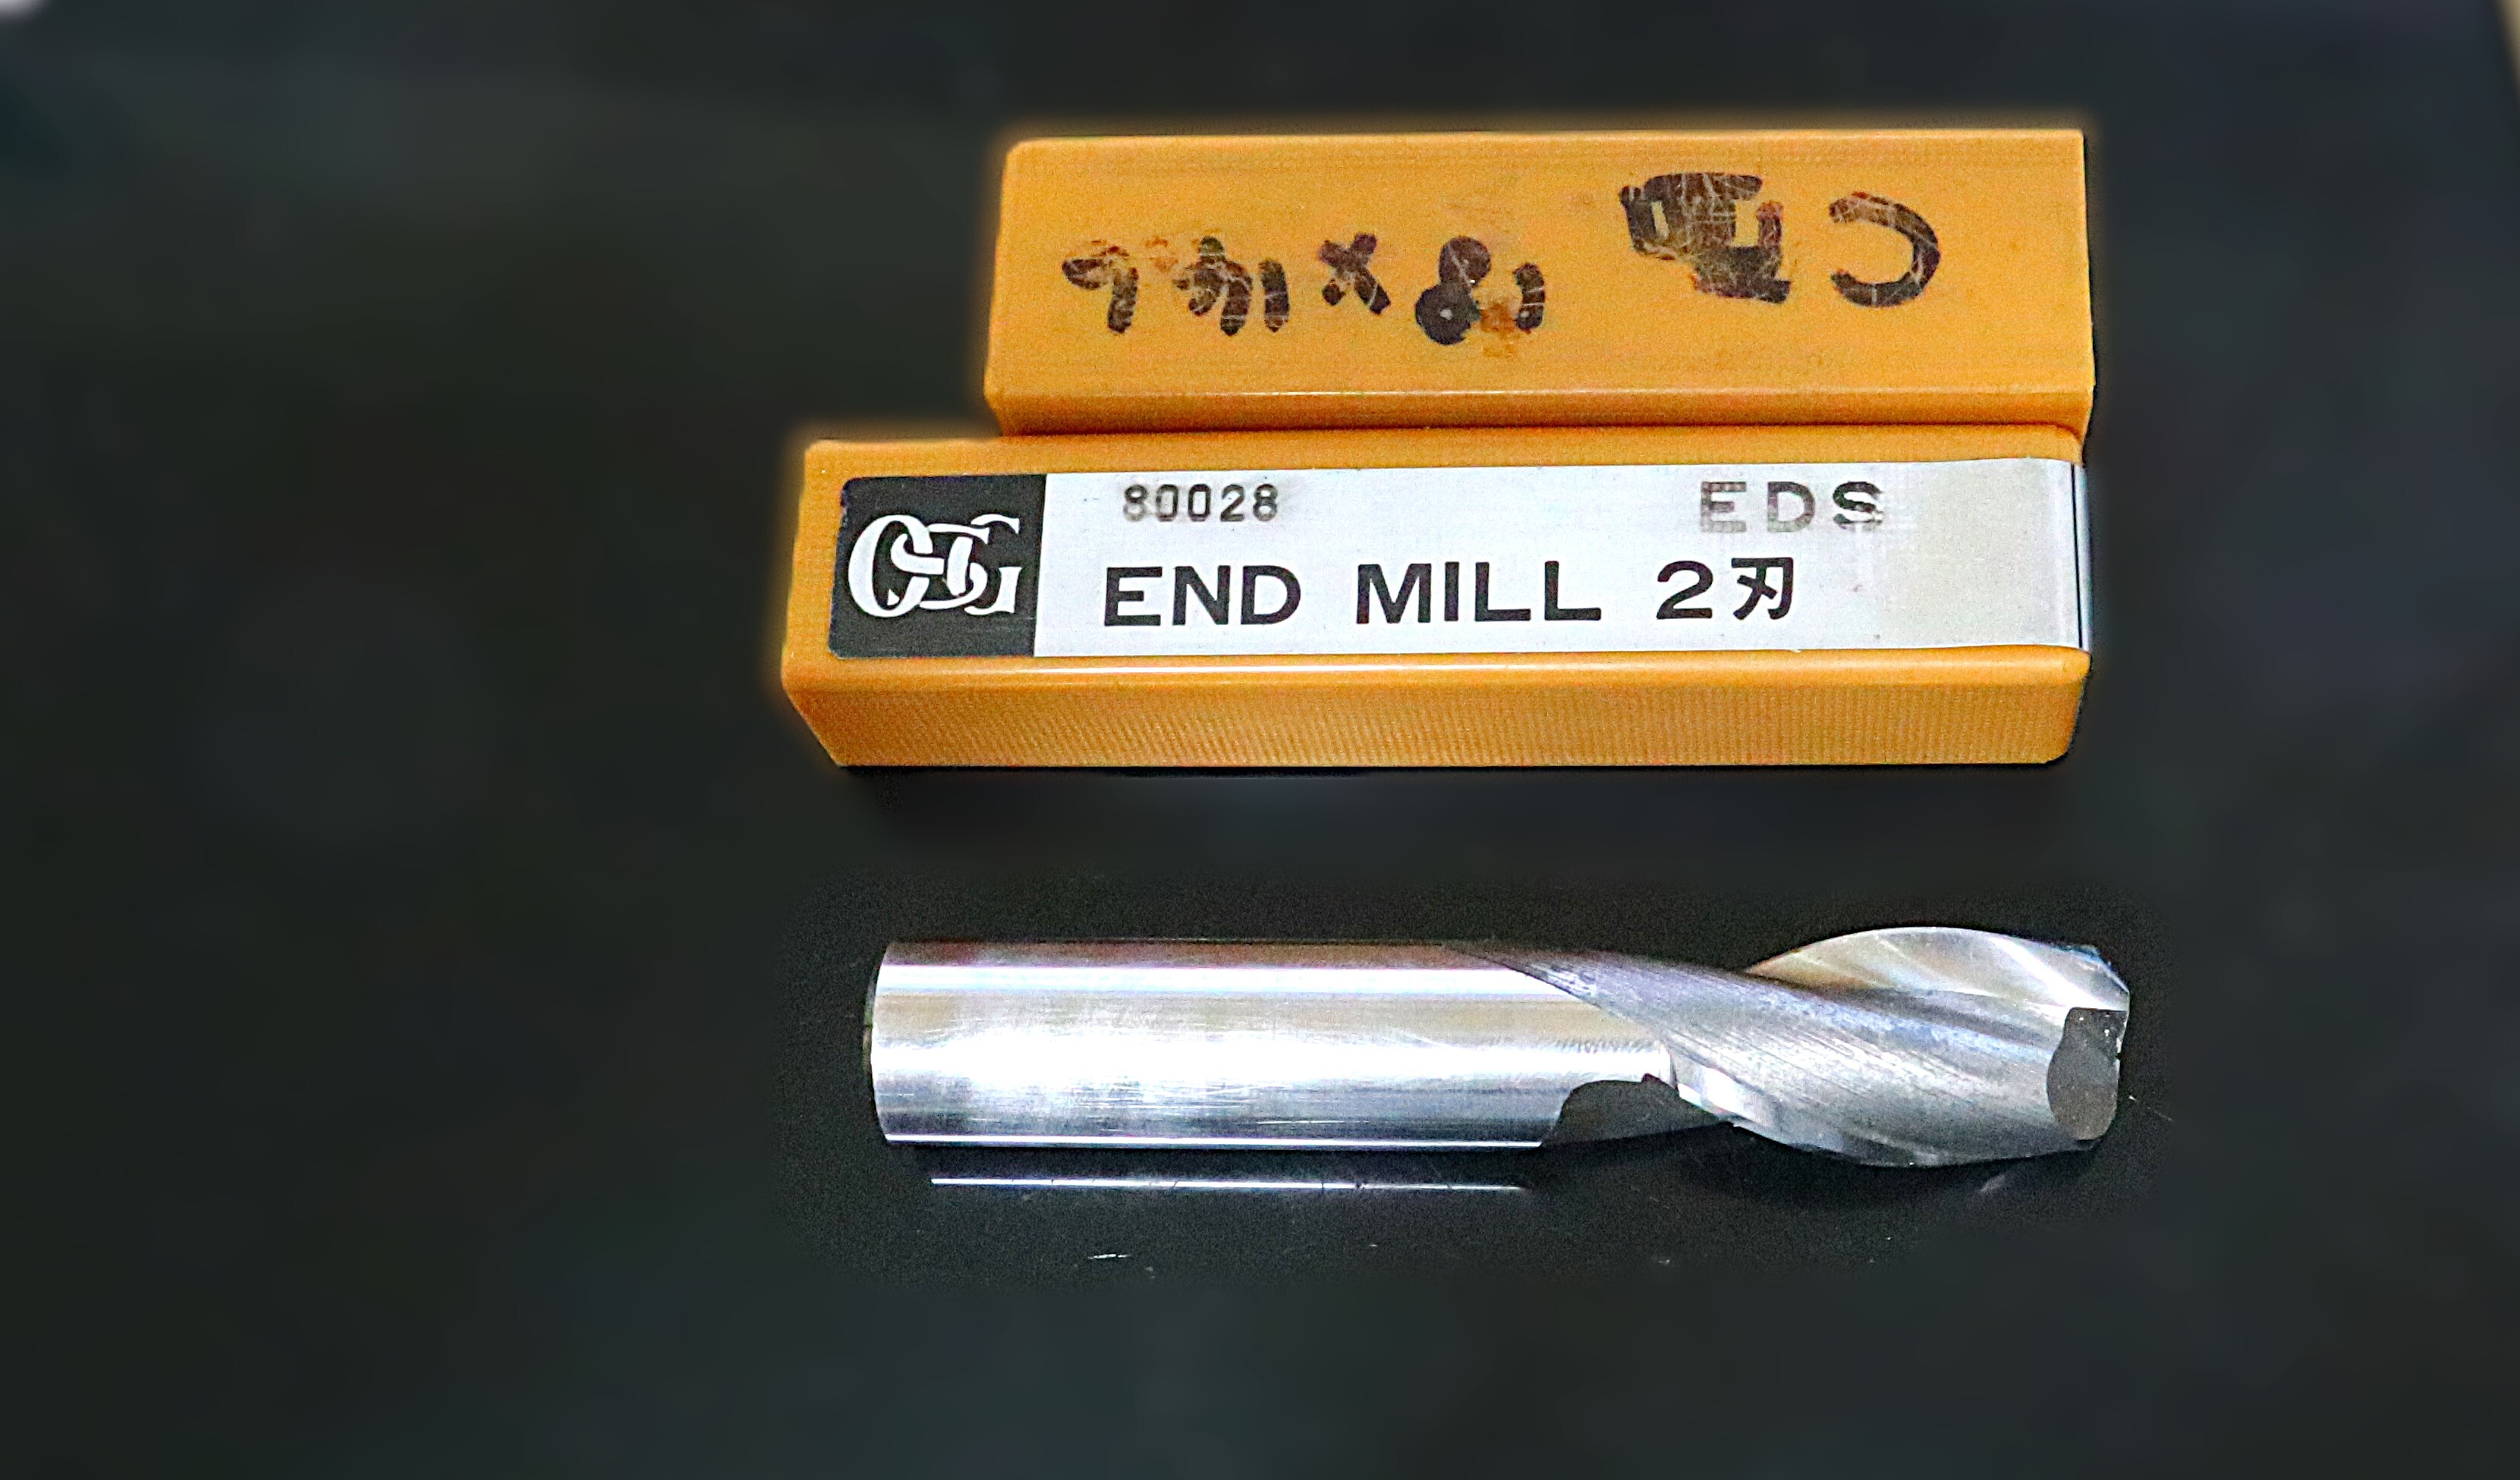 C
80028 EDS
OSG
END MILL 2刃